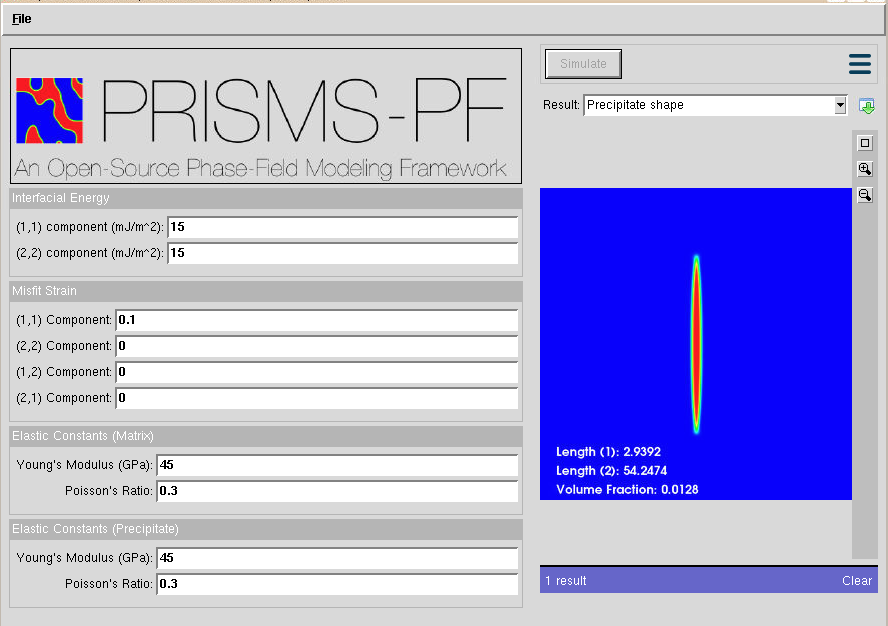 File
PRISMS-PF
An Open-Source Phase-Field Modeling Framework
Interfacial Energy
(1,1) component (mJ/m^2): 15
(2,2) component (mJ/m^2): 15
Misfit Strain
(1,1) Component: 0.1
(2,2) Component: 0
(1,2) Component: 0
(2,1) Component: 0
Elastic Constants (Matrix)
Young's Modulus (GPa): 45
Poisson's Ratio: 0.3
Elastic Constants (Precipitate)
Young's Modulus (GPa): 45
Poisson's Ratio: 0.3
Simulate
Result: Precipitate shape
Length (1): 2.9392
Length (2): 54.2474
Volume Fraction: 0.0128
1 result Clear